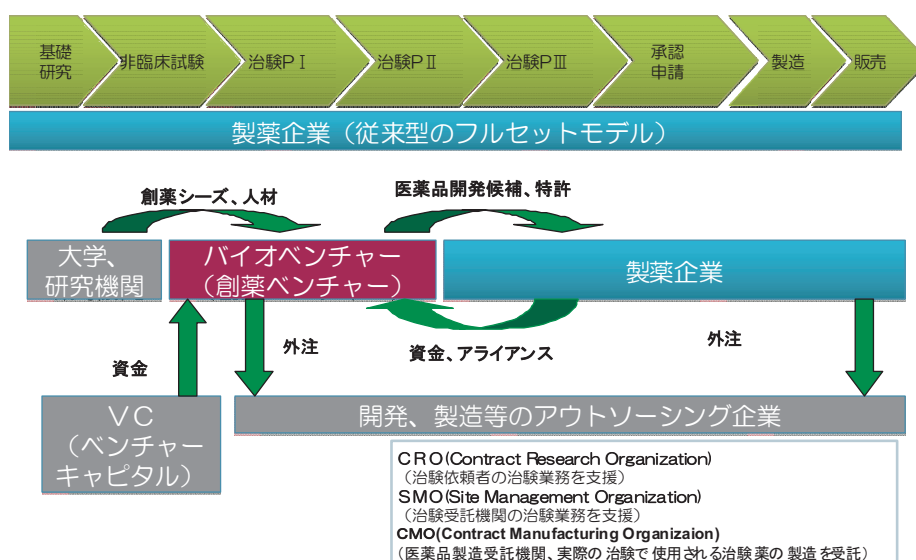 基礎
研究
非臨床試験
治験PⅠ
治験PⅡ
治験PⅢ
承認
申請
製造
販売
製薬企業（従来型のフルセットモデル）
創薬シーズ、人材
医薬品開発候補、特許
大学、
研究機関
バイオベンチャー
（創薬ベンチャー）
製薬企業
外注
資金、アライアンス
外注
資金
VC
（ベンチャー
キャピタル）
開発、製造等のアウトソーシング企業
CRO(Contract Research Organization)
（治験依頼者の治験業務を支援）
SMO(Site Management Organization)
（治験受託機関の治験業務を支援）
CMO(Contract Manufacturing Organizaion)
（医薬品製造受託機関、実際の治験で使用される治験薬の製造を受託）